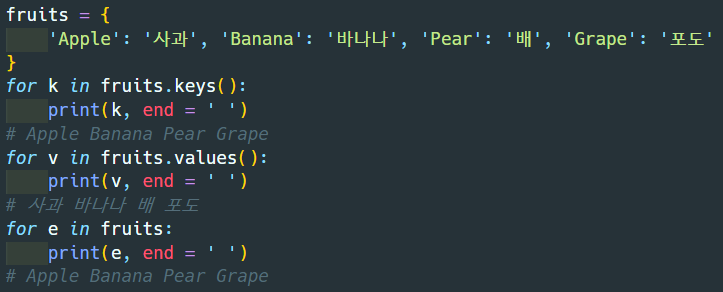 fruits = {
    'Apple': '사과', 'Banana': '바나나', 'Pear': '배', 'Grape': '포도'
}
for k in fruits.keys():
    print(k, end = ' ')
# Apple Banana Pear Grape
for v in fruits.values():
    print(v, end = ' ')
# 사과 바나나 배 포도
for e in fruits:
    print(e, end = ' ')
# Apple Banana Pear Grape